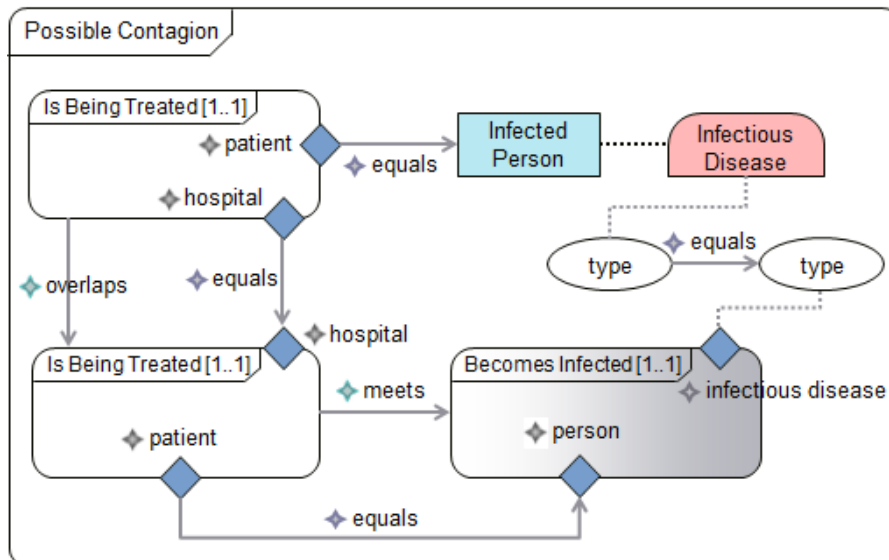 Possible Contagion
Is Being Treated [1..1]
patient
equals
Infected
Person
Infectious
Disease
hospital
type
equals
type
overlaps
equals
hospital
Is Being Treated [1..1]
meets
Becomes Infected [1..1]
infectious disease
patient
person
equals